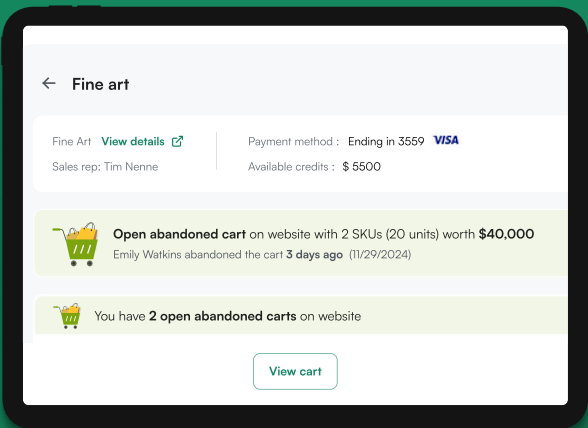 Fine art
Fine Art View details
Sales rep: Tim Nenne
Payment method : Ending in 3559 VISA
Available credits : $ 5500
Open abandoned cart on website with 2 SKUs (20 units) worth $40,000
Emily Watkins abandoned the cart 3 days ago (11/29/2024)
You have 2 open abandoned carts on website
View cart